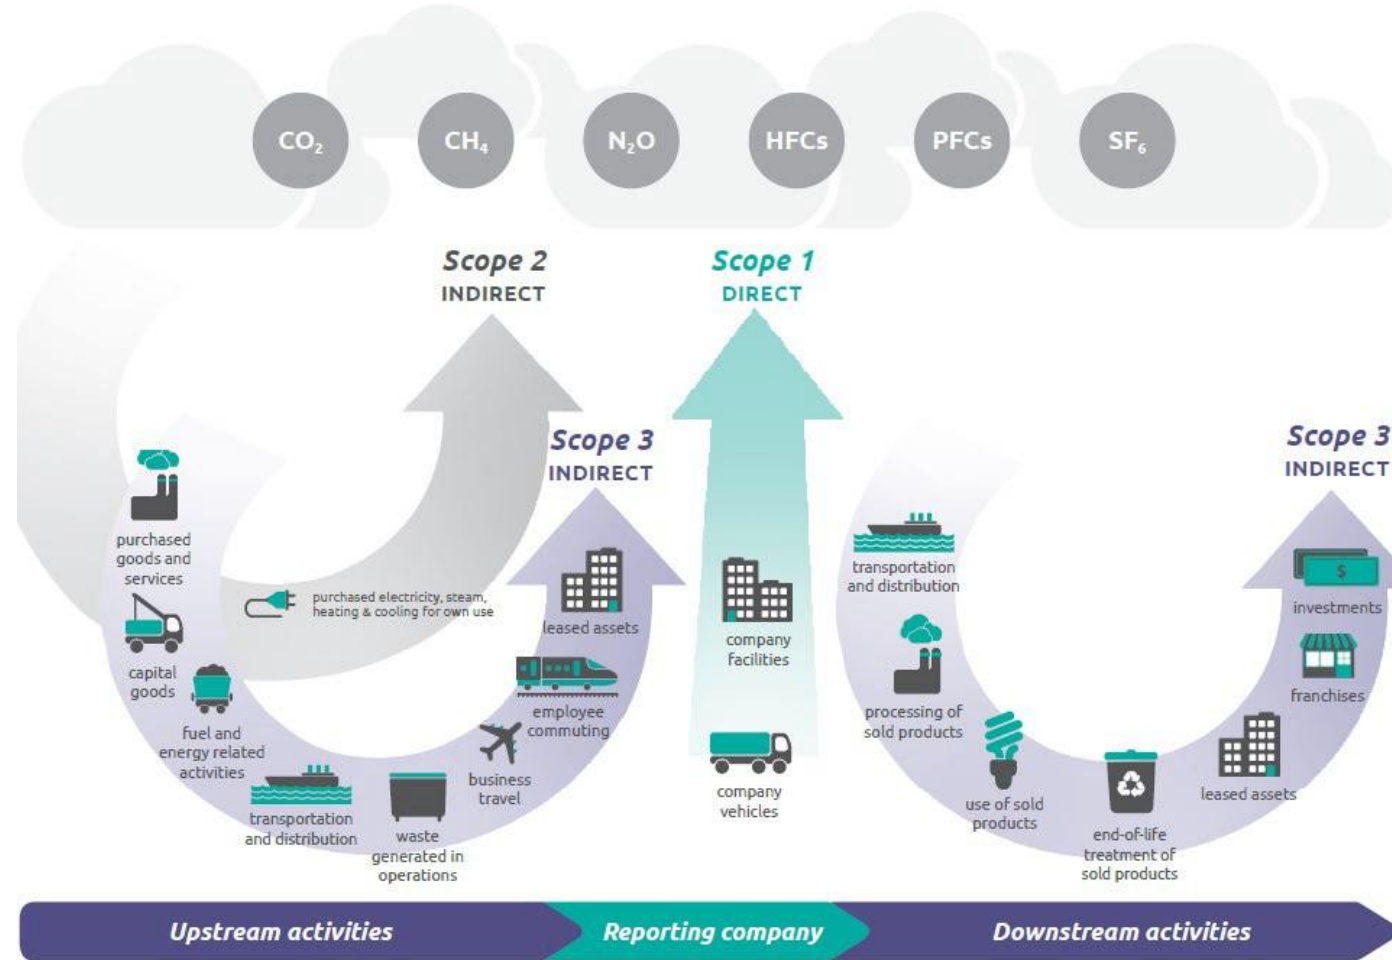 CO₂
CH₄
N₂O
HFCs
PFCs
SF₆
Scope 2
INDIRECT
Scope 1
DIRECT
Scope 3
INDIRECT
Scope 3
INDIRECT
purchased
goods and
services
capital
goods
fuel and
energy related
activities
purchased electricity, steam,
heating & cooling for own use
transportation
and distribution
waste
generated in
operations
business
travel
employee
commuting
leased assets
company
facilities
company
vehicles
transportation
and distribution
processing of
sold products
use of sold
products
end-of-life
treatment of
sold products
leased assets
franchises
$
investments
Upstream activities
Reporting company
Downstream activities